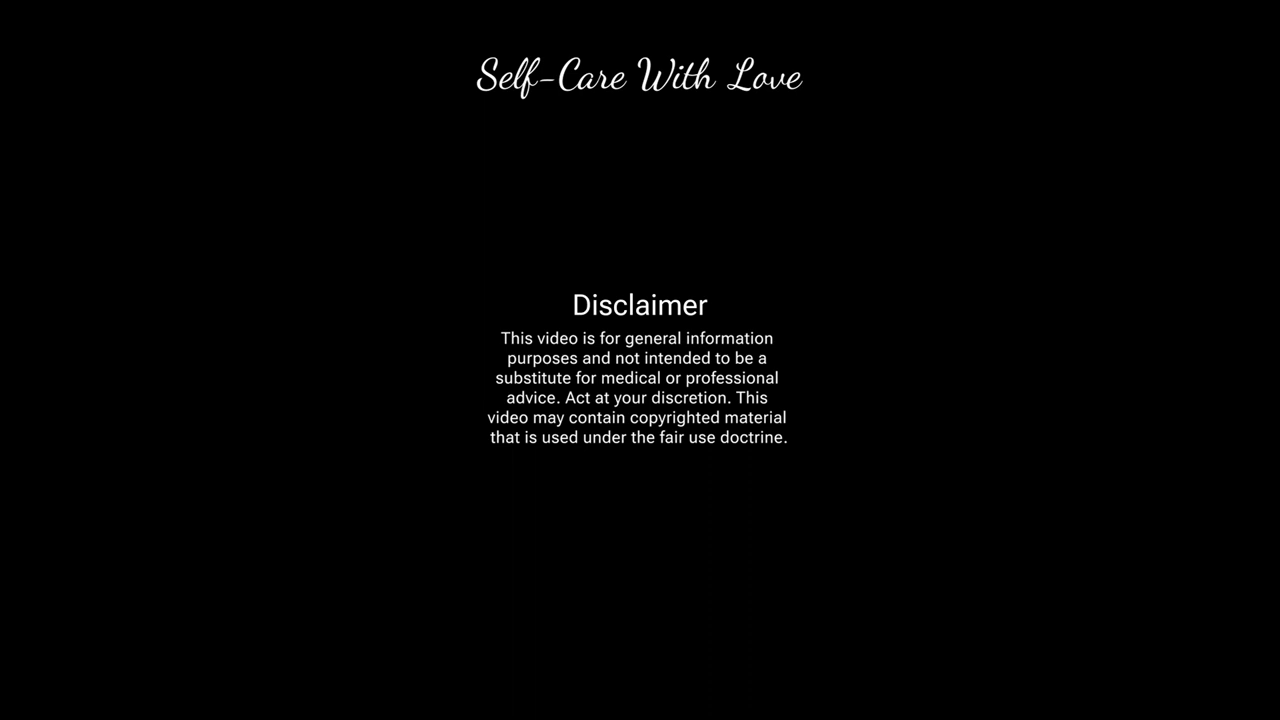 Self-Care With Love
Disclaimer
This video is for general information
purposes and not intended to be a
substitute for medical or professional
advice. Act at your discretion. This
video may contain copyrighted material
that is used under the fair use doctrine.